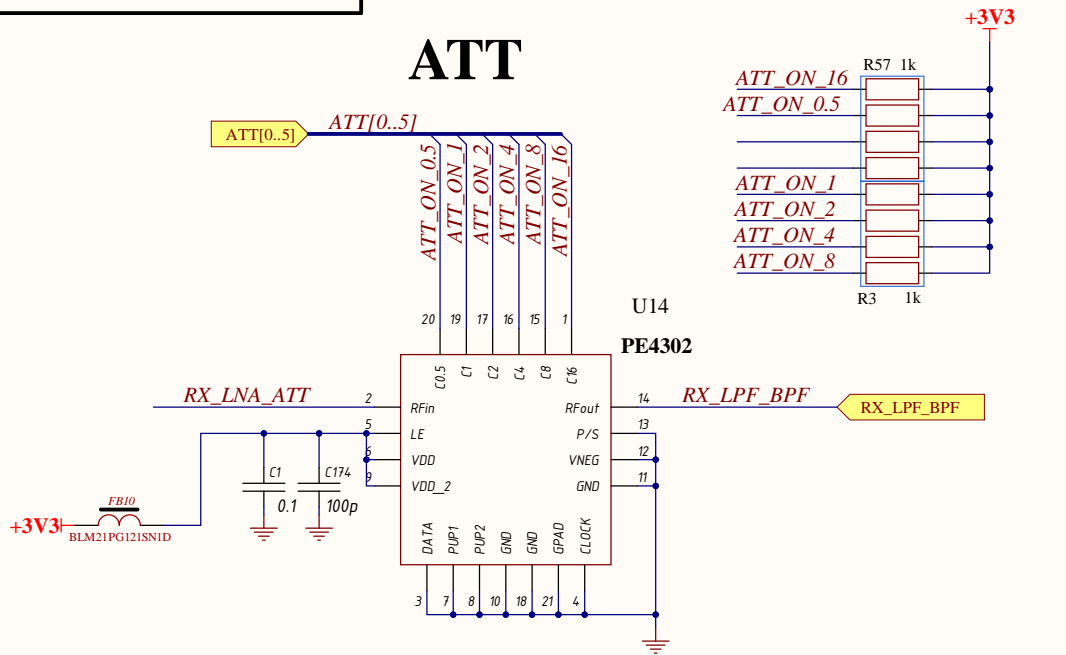 ATT
+3V3
R57 1k
ATT_ON_16
ATT_ON_0.5
ATT_ON_1
ATT_ON_2
ATT_ON_4
ATT_ON_8
R3 1k
ATT[0..5]
ATT[0..5]
ATT_ON_0.5
ATT_ON_1
ATT_ON_2
ATT_ON_4
ATT_ON_8
ATT_ON_16
20 19 17 16 15 1
U14
PE4302
C0.5 C1 C2 C4 C8 C16
RX_LNA_ATT
2 RFin
5 LE
6 VDD
9 VDD_2
RFout 14
P/S 13
VNEG 12
GND 11
RX_LPF_BPF
RX_LPF_BPF
C1
0.1
C174
100p
FB10
+3V3
BLM21PG121SN1D
DATA PUP1 PUP2 GND GND GPAD CLOCK
3 7 8 10 18 21 4